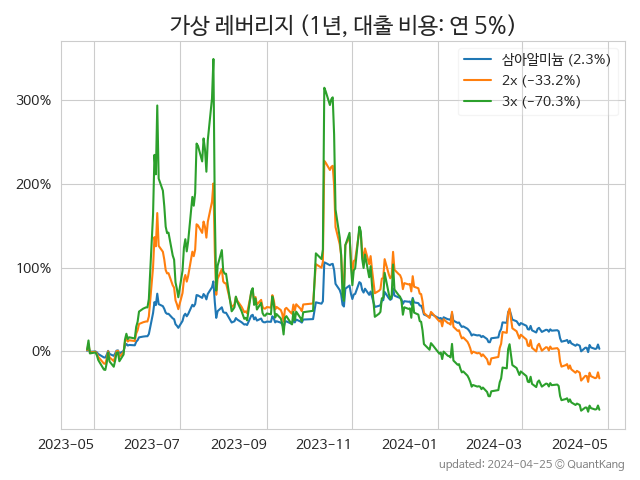 가상 레버리지 (1년, 대출 비용: 연 5%)
삼아알미늄 (2.3%)
2x (−33.2%)
3x (−70.3%)
300%
200%
100%
0%
2023-05 2023-07 2023-09 2023-11 2024-01 2024-03 2024-05
updated: 2024-04-25 © QuantKang